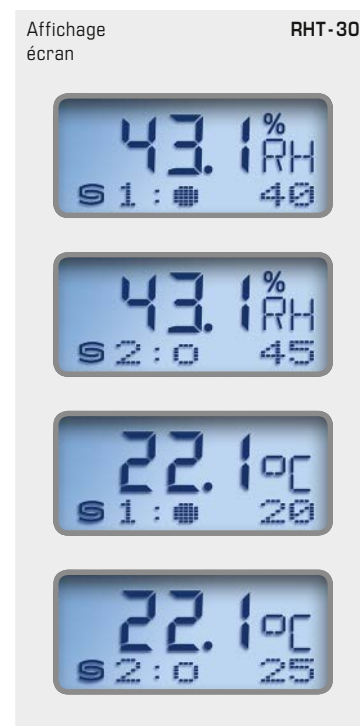 Affichage écran
RHT-30
43.1 % RH
S1:● 40
43.1 % RH
S2:o 45
22.1 °C
S1:● 20
22.1 °C
S2:o 25